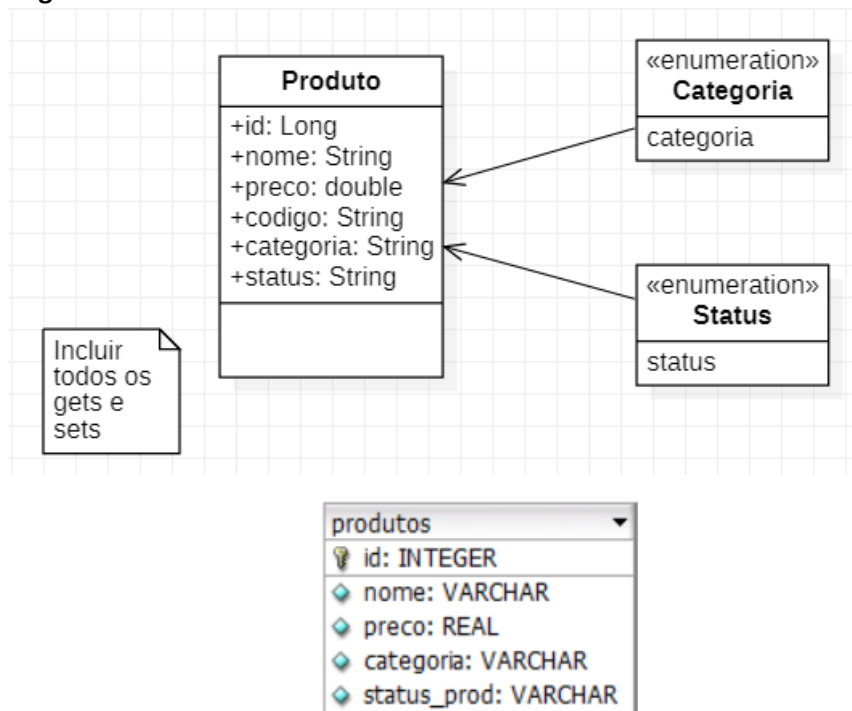 Produto
+id: Long
+nome: String
+preco: double
+codigo: String
+categoria: String
+status: String
«enumeration»
Categoria
categoria
«enumeration»
Status
status
Incluir
todos os
gets e
sets
produtos
id: INTEGER
nome: VARCHAR
preco: REAL
categoria: VARCHAR
status_prod: VARCHAR